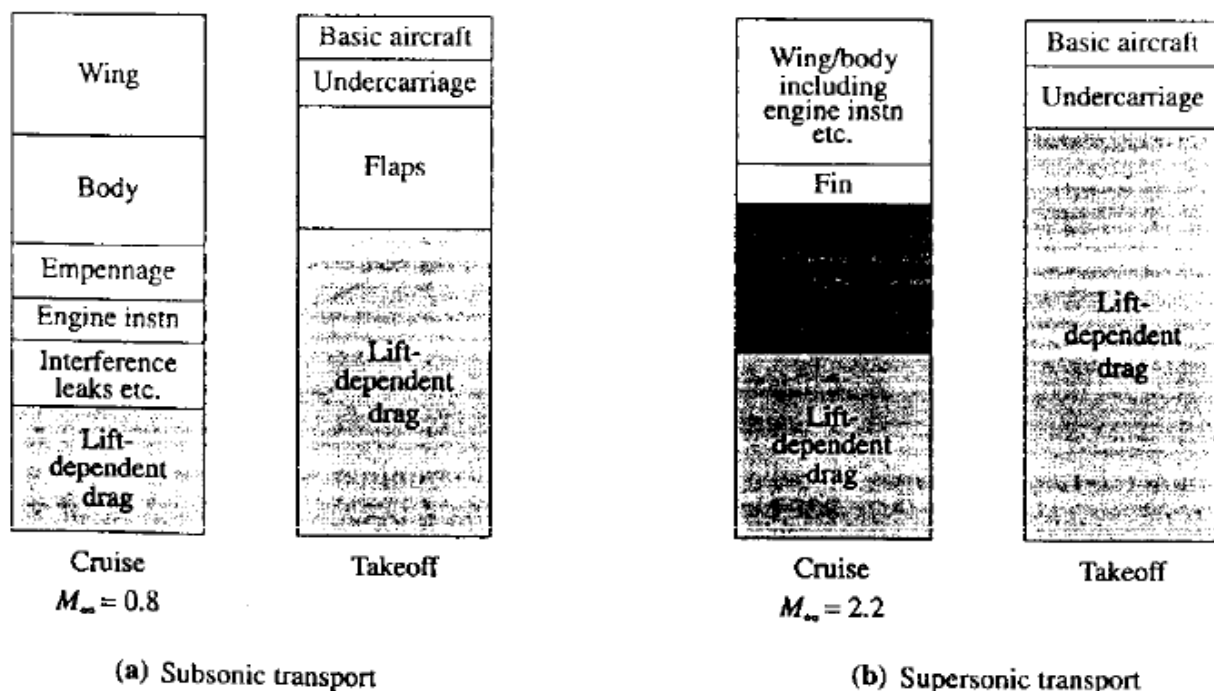 Wing
Body
Empennage
Engine instn
Interference
leaks etc.
Lift-
dependent
drag
Cruise
M∞ = 0.8
Basic aircraft
Undercarriage
Flaps
Lift-
dependent
drag
Takeoff
(a) Subsonic transport
Wing/body
including
engine instn
etc.
Fin
Lift-
dependent
drag
Cruise
M∞ = 2.2
Basic aircraft
Undercarriage
Lift-
dependent
drag
Takeoff
(b) Supersonic transport